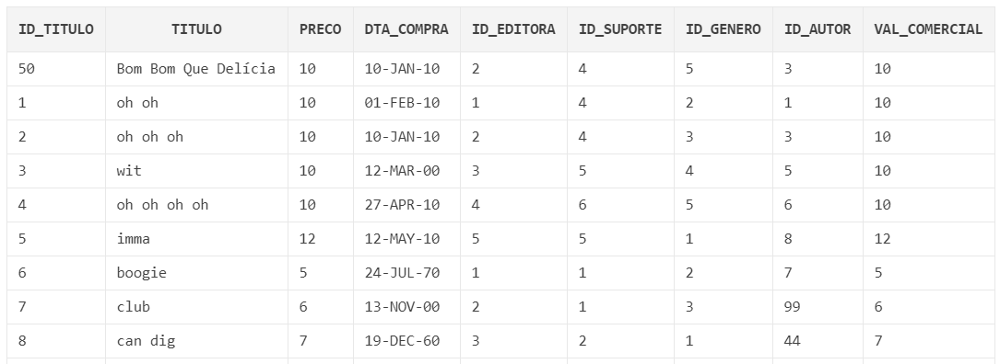 ID_TITULO TITULO PRECO DTA_COMPRA ID_EDITORA ID_SUPORTE ID_GENERO ID_AUTOR VAL_COMERCIAL
50 Bom Bom Que Delícia 10 10-JAN-10 2 4 5 3 10
1 oh oh 10 01-FEB-10 1 4 2 1 10
2 oh oh oh 10 10-JAN-10 2 4 3 3 10
3 wit 10 12-MAR-00 3 5 4 5 10
4 oh oh oh oh 10 27-APR-10 4 6 5 6 10
5 imma 12 12-MAY-10 5 5 1 8 12
6 boogie 5 24-JUL-70 1 1 2 7 5
7 club 6 13-NOV-00 2 1 3 99 6
8 can dig 7 19-DEC-60 3 2 1 44 7